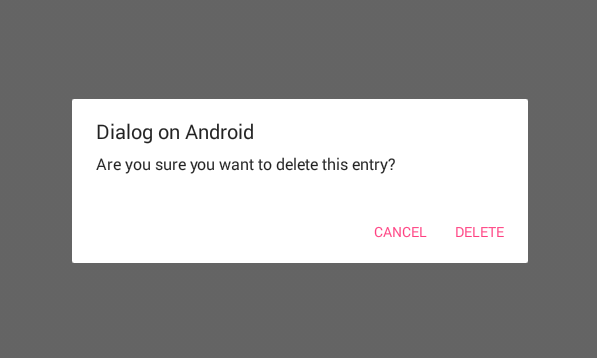 Dialog on Android
Are you sure you want to delete this entry?
CANCEL DELETE